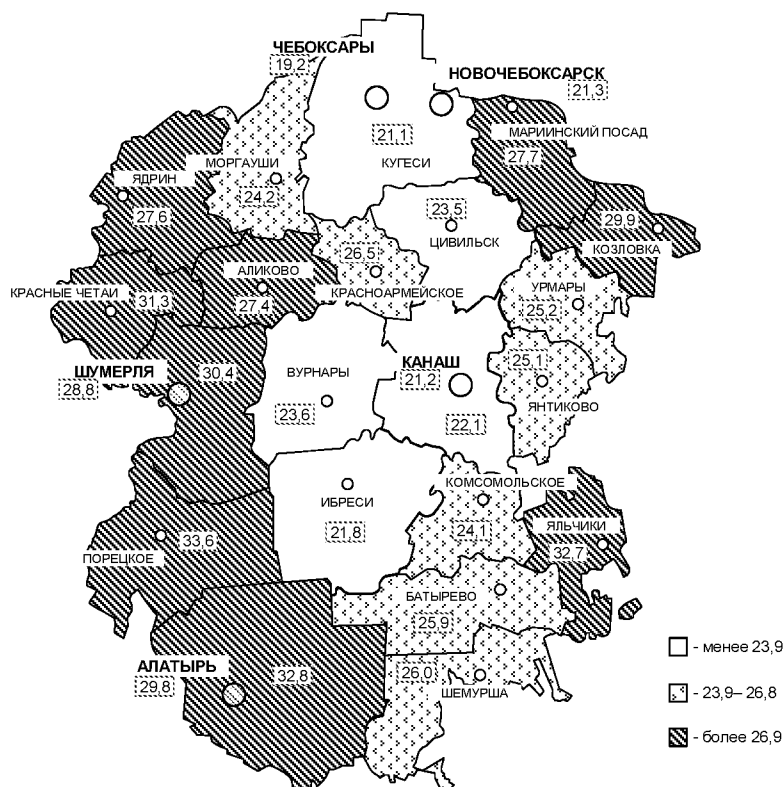 ЧЕБОКСАРЫ
19,2
НОВОЧЕБОКСАРСК
21,3
21,1
КУГЕСИ
МАРИИНСКИЙ ПОСАД
27,7
МОРГАУШИ
24,2
ЯДРИН
27,6
23,5
ЦИВИЛЬСК
29,9
КОЗЛОВКА
26,5
КРАСНОАРМЕЙСКОЕ
АЛИКОВО
27,4
КРАСНЫЕ ЧЕТАИ
31,3
УРМАРЫ
25,2
ШУМЕРЛЯ
28,8
30,4
ВУРНАРЫ
23,6
КАНАШ
21,2
22,1
25,1
ЯНТИКОВО
ИБРЕСИ
21,8
КОМСОМОЛЬСКОЕ
24,1
ЯЛЬЧИКИ
32,7
ПОРЕЦКОЕ
33,6
БАТЫРЕВО
25,9
АЛАТЫРЬ
29,8
32,8
26,0
ШЕМУРША
- менее 23,9
- 23,9– 26,8
- более 26,9